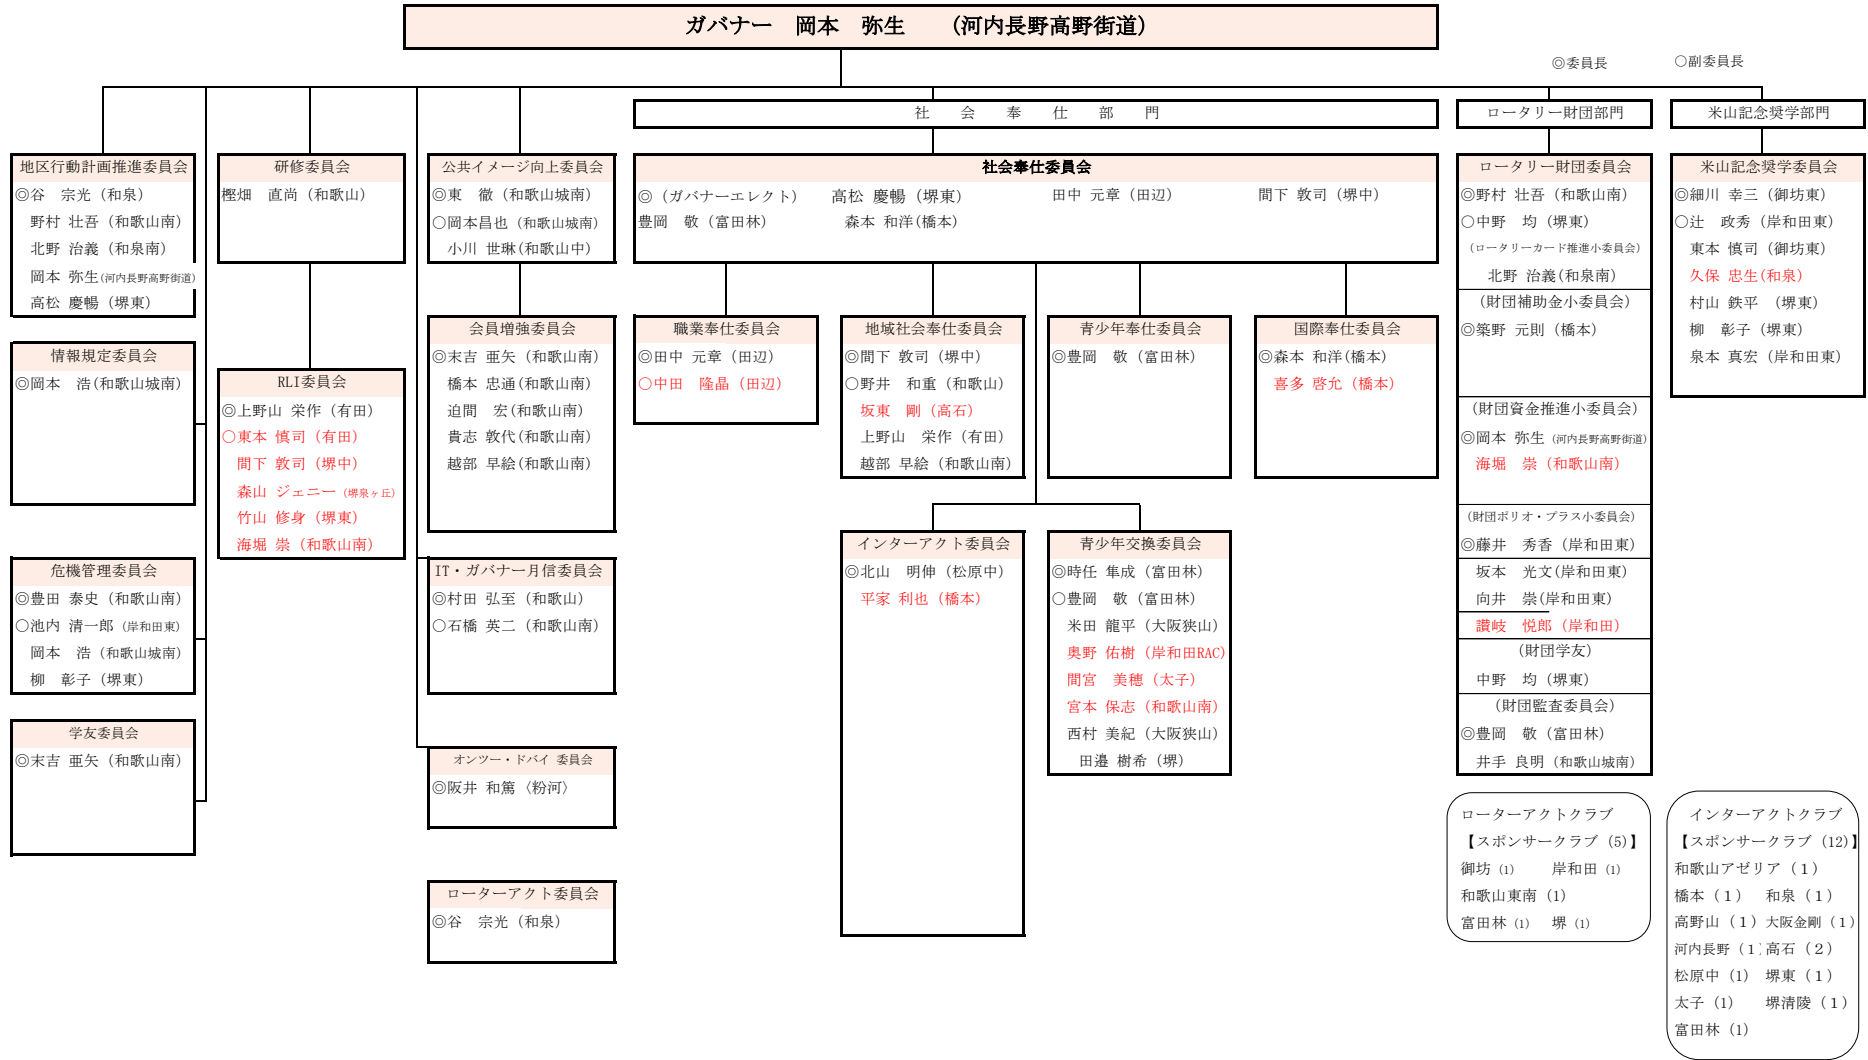 ガバナー　岡本　弥生　　（河内長野高野街道）
◎委員長　○副委員長
社　会　奉　仕　部　門
ロータリー財団部門
米山記念奨学部門
地区行動計画推進委員会
◎谷　宗光（和泉）
野村 壮吾（和歌山南）
北野 治義（和泉南）
岡本 弥生（河内長野高野街道）
高松 慶暢（堺東）
情報規定委員会
◎岡本　浩(和歌山城南)
危機管理委員会
◎豊田 泰史（和歌山南）
○池内 清一郎（岸和田東）
岡本　浩（和歌山城南）
柳　彰子（堺東）
学友委員会
◎末吉 亜矢（和歌山南）
研修委員会
樫畑　直尚（和歌山）
RLI委員会
◎上野山 栄作（有田）
○東本 慎司（有田）
間下 敦司（堺中）
森山 ジェニー（堺泉ヶ丘）
竹山 修身（堺東）
海堀 崇（和歌山南）
公共イメージ向上委員会
◎東　徹（和歌山城南）
○岡本昌也（和歌山城南）
小川 世琳(和歌山中)
会員増強委員会
◎末吉 亜矢（和歌山南）
橋本 忠通(和歌山南)
迫間　宏(和歌山南)
貴志 敦代(和歌山南)
越部 早絵(和歌山南)
IT・ガバナー月信委員会
◎村田 弘至（和歌山）
○石橋 英二（和歌山南）
オンツー・ドバイ 委員会
◎阪井 和篤〈粉河〉
ローターアクト委員会
◎谷　宗光（和泉）
社会奉仕委員会
◎（ガバナーエレクト）　高松 慶暢（堺東）　田中 元章（田辺）　間下 敦司（堺中）
豊岡　敬（富田林）　森本 和洋(橋本)
職業奉仕委員会
◎田中 元章（田辺）
○中田　隆晶（田辺）
地域社会奉仕委員会
◎間下 敦司（堺中）
○野井　和重（和歌山）
坂東　剛（高石）
上野山　栄作（有田）
越部 早絵(和歌山南)
青少年奉仕委員会
◎豊岡　敬（富田林）
国際奉仕委員会
◎森本 和洋(橋本)
喜多 啓允（橋本）
インターアクト委員会
◎北山　明伸（松原中）
平家 利也（橋本）
青少年交換委員会
◎時任 隼成（富田林）
○豊岡　敬（富田林）
米田 龍平（大阪狭山）
奥野 佑樹（岸和田RAC）
間宮　美穂（太子）
宮本 保志（和歌山南）
西村 美紀（大阪狭山）
田邉 樹希（堺）
ロータリー財団委員会
◎野村 壮吾（和歌山南）
○中野　均（堺東）
（ロータリーカード推進小委員会）
北野 治義(和泉南)
（財団補助金小委員会）
◎築野 元則（橋本）
（財団資金推進小委員会）
◎岡本 弥生（河内長野高野街道）
海堀　崇（和歌山南）
（財団ポリオ・プラス小委員会）
◎藤井　秀香（岸和田東）
坂本　光文(岸和田東）
向井　崇(岸和田東）
讃岐　悦郎（岸和田）
（財団学友）
中野　均（堺東）
（財団監査委員会）
◎豊岡　敬（富田林）
井手 良明（和歌山城南）
米山記念奨学委員会
◎細川 幸三（御坊東）
○辻　政秀（岸和田東）
東本 慎司（御坊東）
久保 忠生(和泉)
村山 鉄平　（堺東）
柳　彰子（堺東）
泉本 真宏（岸和田東）
ローターアクトクラブ
【スポンサークラブ（5)】
御坊（1）　岸和田（1）
和歌山東南（1）
富田林（1）　堺（1）
インターアクトクラブ
【スポンサークラブ（12)】
和歌山アゼリア（１）
橋本（１）　和泉（１）
高野山（１）　大阪金剛（１）
河内長野（１）　高石（２）
松原中（1）　堺東（１）
太子（1）　堺清陵（１）
富田林（1）